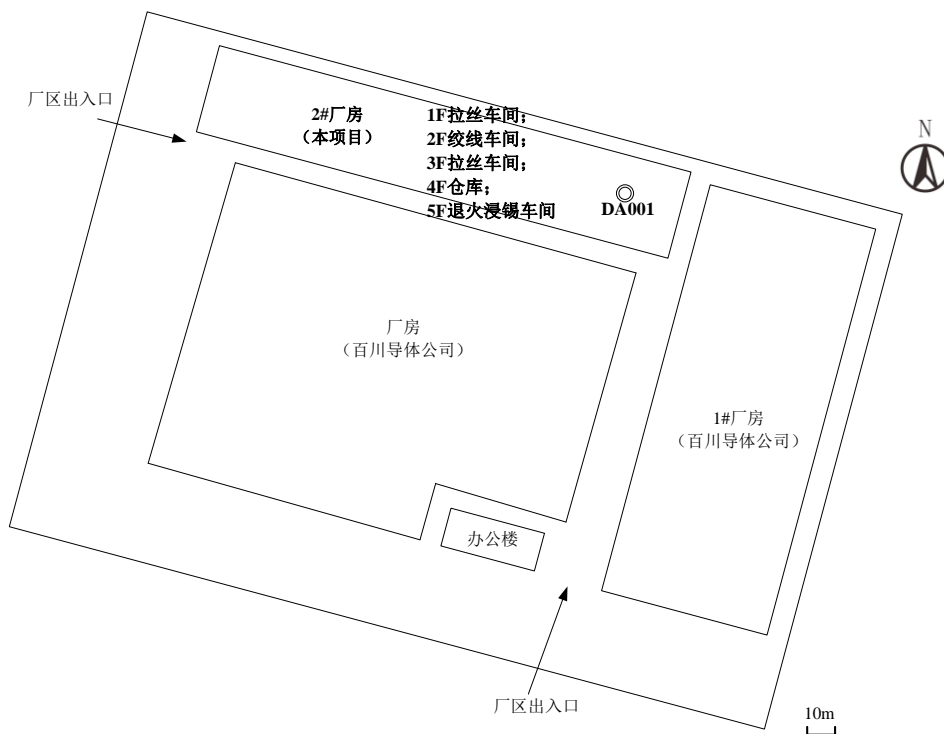 厂区出入口
2#厂房
（本项目）
1F拉丝车间；
2F绞线车间；
3F拉丝车间；
4F仓库；
5F退火浸锡车间
DA001
N
厂房
（百川导体公司）
1#厂房
（百川导体公司）
办公楼
厂区出入口
10m